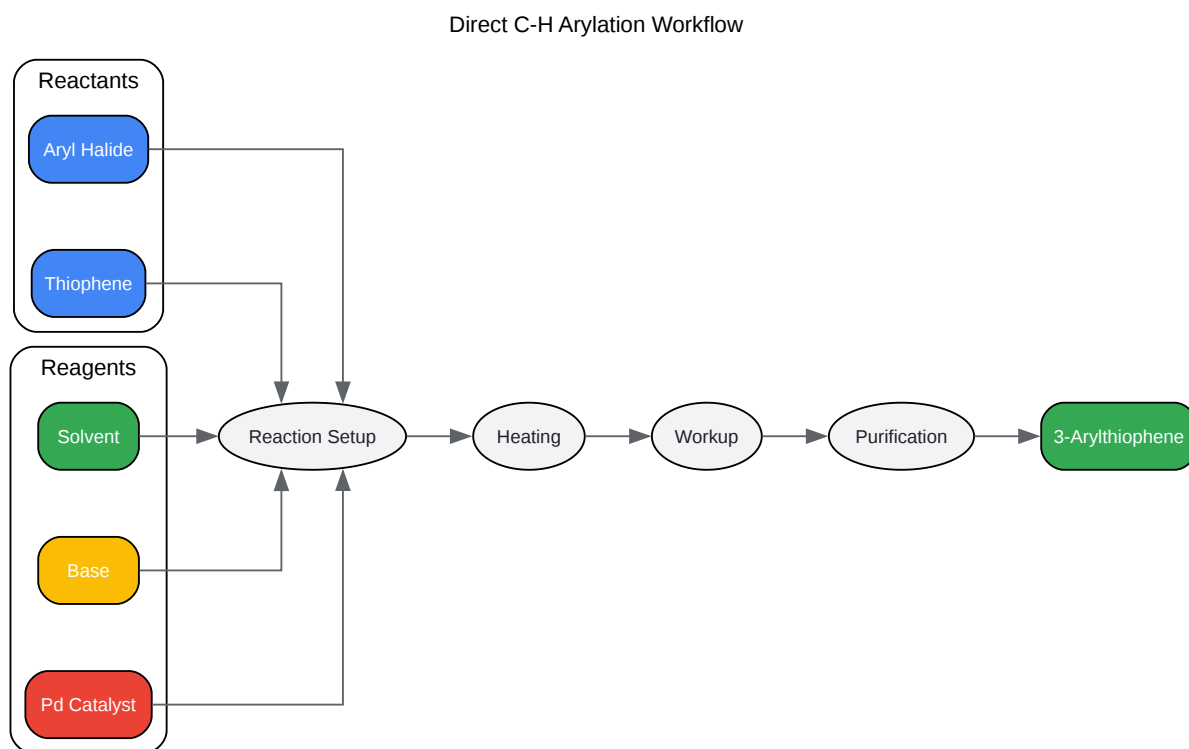 Direct C-H Arylation Workflow
Reactants
Aryl Halide
Thiophene
Reagents
Solvent
Base
Pd Catalyst
Reaction Setup
Heating
Workup
Purification
3-Arylthiophene